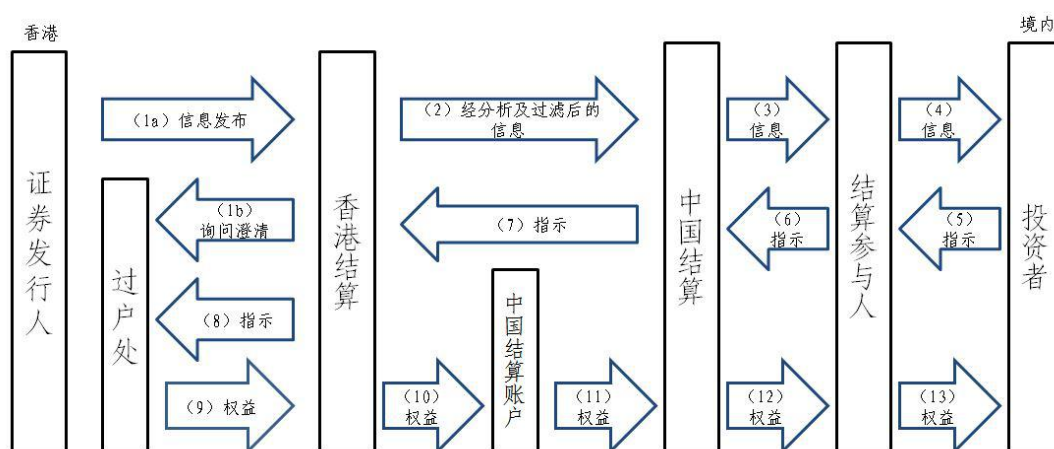 香港
境内
(1a)信息发布
(2)经分析及过滤后的
信息
(3)
信息
(4)
信息
证券发行人
过户处
(1b)
询问澄清
香港结算
(7)指示
中国结算
(6)
指示
结算参与人
(5)
指示
投资者
(8)指示
中国结算账户
(9)权益
(10)
权益
(11)
权益
(12)
权益
(13)
权益